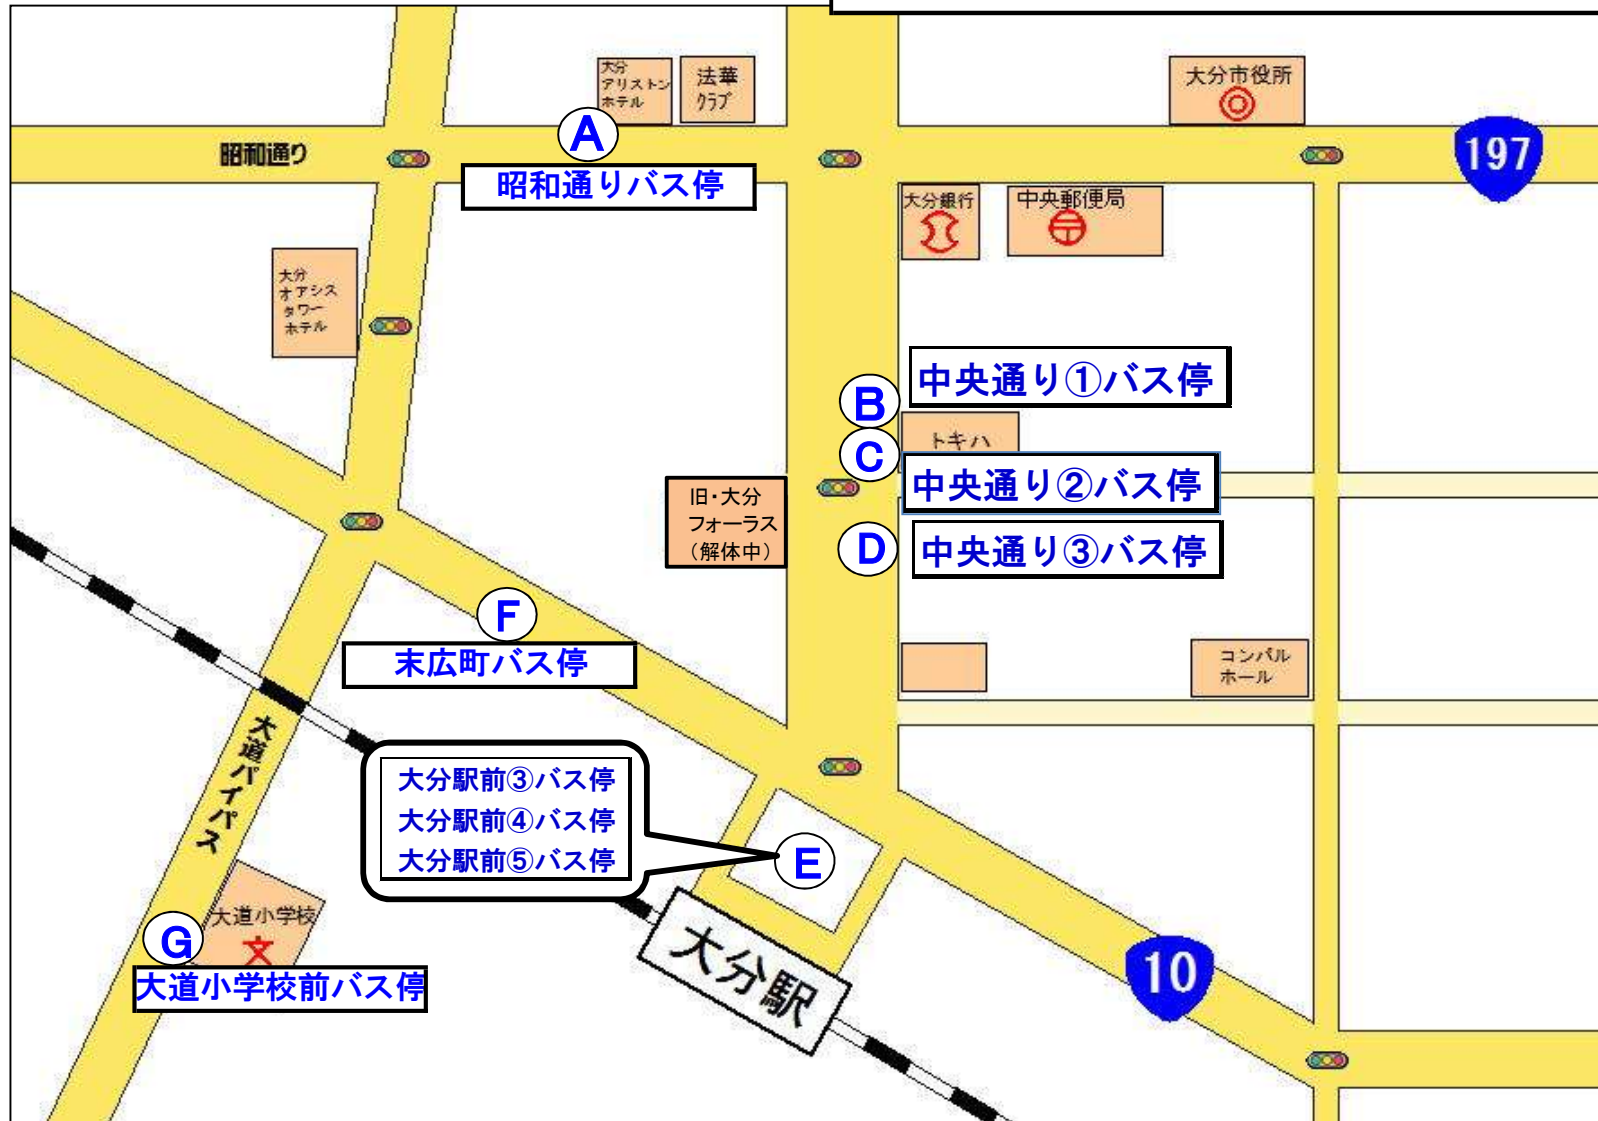 大分
アリストン
ホテル
法華
クラブ
大分市役所
A
昭和通り
昭和通りバス停
197
大分銀行
中央郵便局
大分
オアシス
タワー
ホテル
中央通り①バス停
B
トキハ
C
中央通り②バス停
旧・大分
フォーラス
（解体中）
D
中央通り③バス停
F
末広町バス停
コンパル
ホール
大道バイパス
大分駅前③バス停
大分駅前④バス停
大分駅前⑤バス停
E
大道小学校
文
G
大道小学校前バス停
大分駅
10